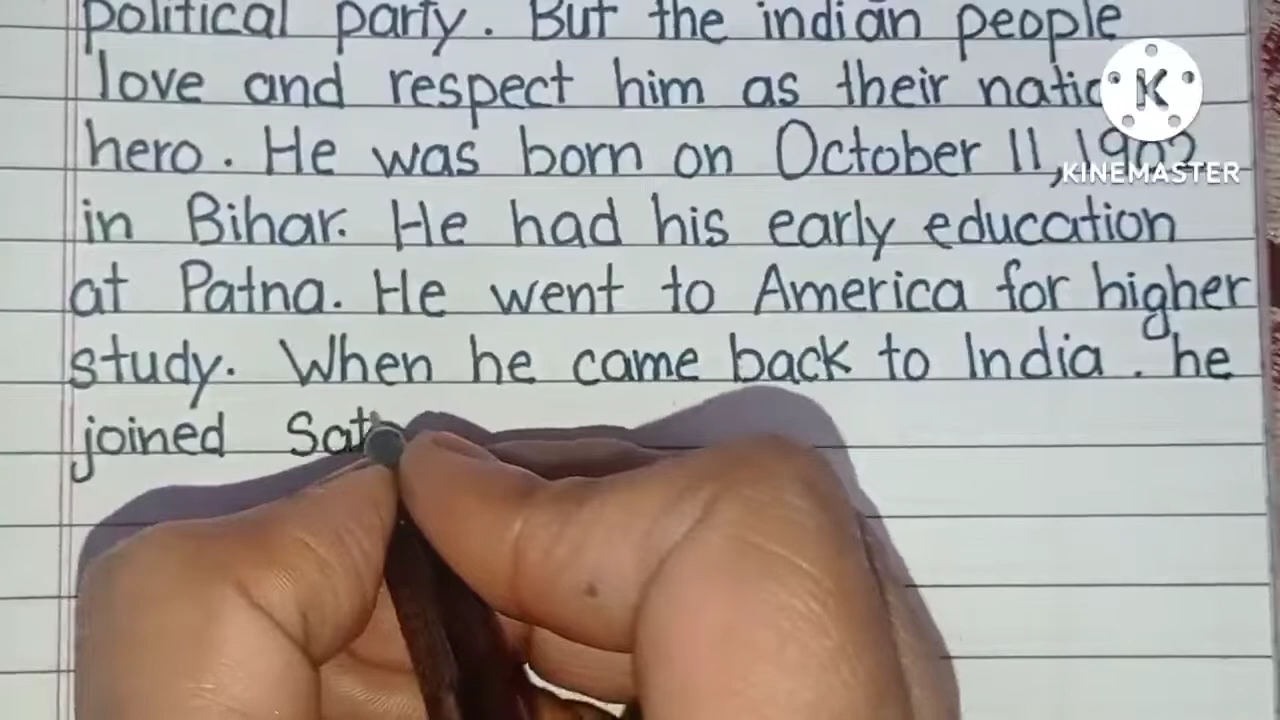 political party. But the indian people
love and respect him as their natio
hero. He was born on October 11, 1902
in Bihar. He had his early education
at Patna. He went to America for higher
study. When he came back to India. he
joined Sat
K
KINEMASTER